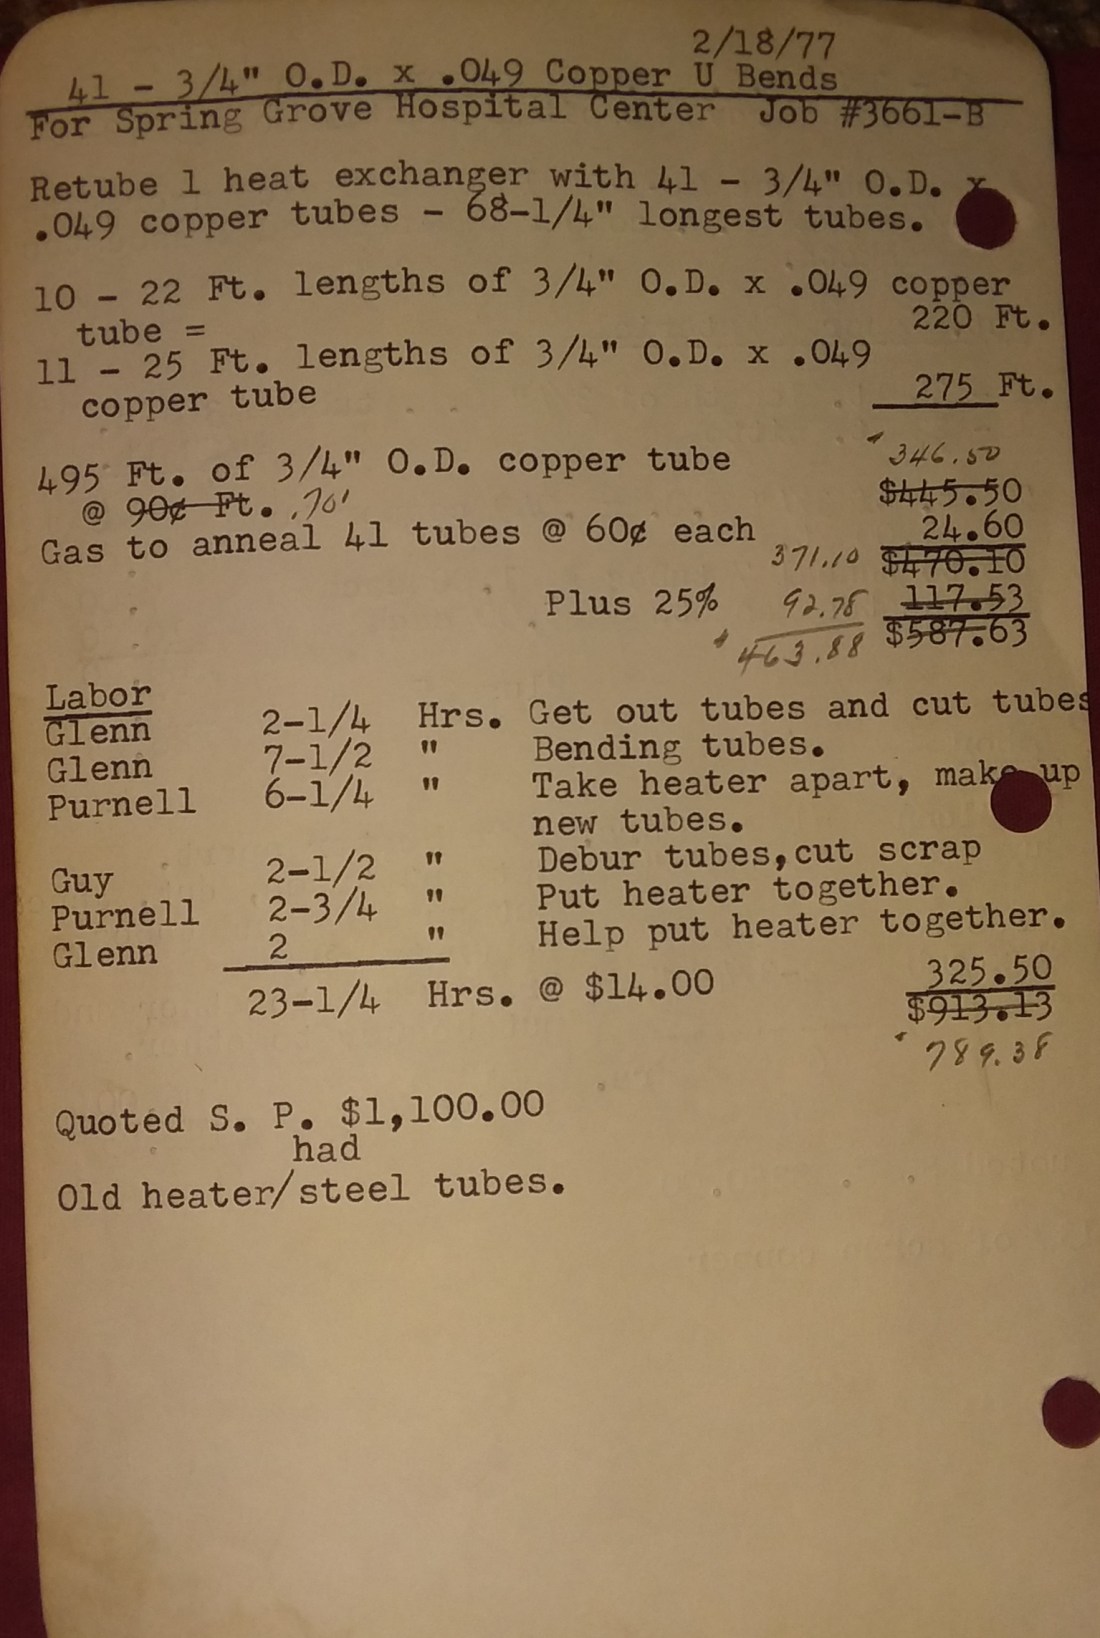 2/18/77
41 - 3/4" O.D. x .049 Copper U Bends
For Spring Grove Hospital Center Job #3661-B
Retube 1 heat exchanger with 41 - 3/4" O.D. x
.049 copper tubes - 68-1/4" longest tubes.
10 - 22 Ft. lengths of 3/4" O.D. x .049 copper
tube = 220 Ft.
11 - 25 Ft. lengths of 3/4" O.D. x .049
copper tube 275 Ft.
495 Ft. of 3/4" O.D. copper tube 346.50
@ 90¢ Ft. .70' $445.50
Gas to anneal 41 tubes @ 60¢ each 24.60
371.10 $470.10
Plus 25% 92.78 117.53
463.88 $587.63
Labor
Glenn 2-1/4 Hrs. Get out tubes and cut tubes
Glenn 7-1/2 " Bending tubes.
Purnell 6-1/4 " Take heater apart, make up
new tubes.
Guy 2-1/2 " Debur tubes,cut scrap
Purnell 2-3/4 " Put heater together.
Glenn 2 " Help put heater together.
23-1/4 Hrs. @ $14.00 325.50
$913.13
789.38
Quoted S. P. $1,100.00
had
Old heater/steel tubes.